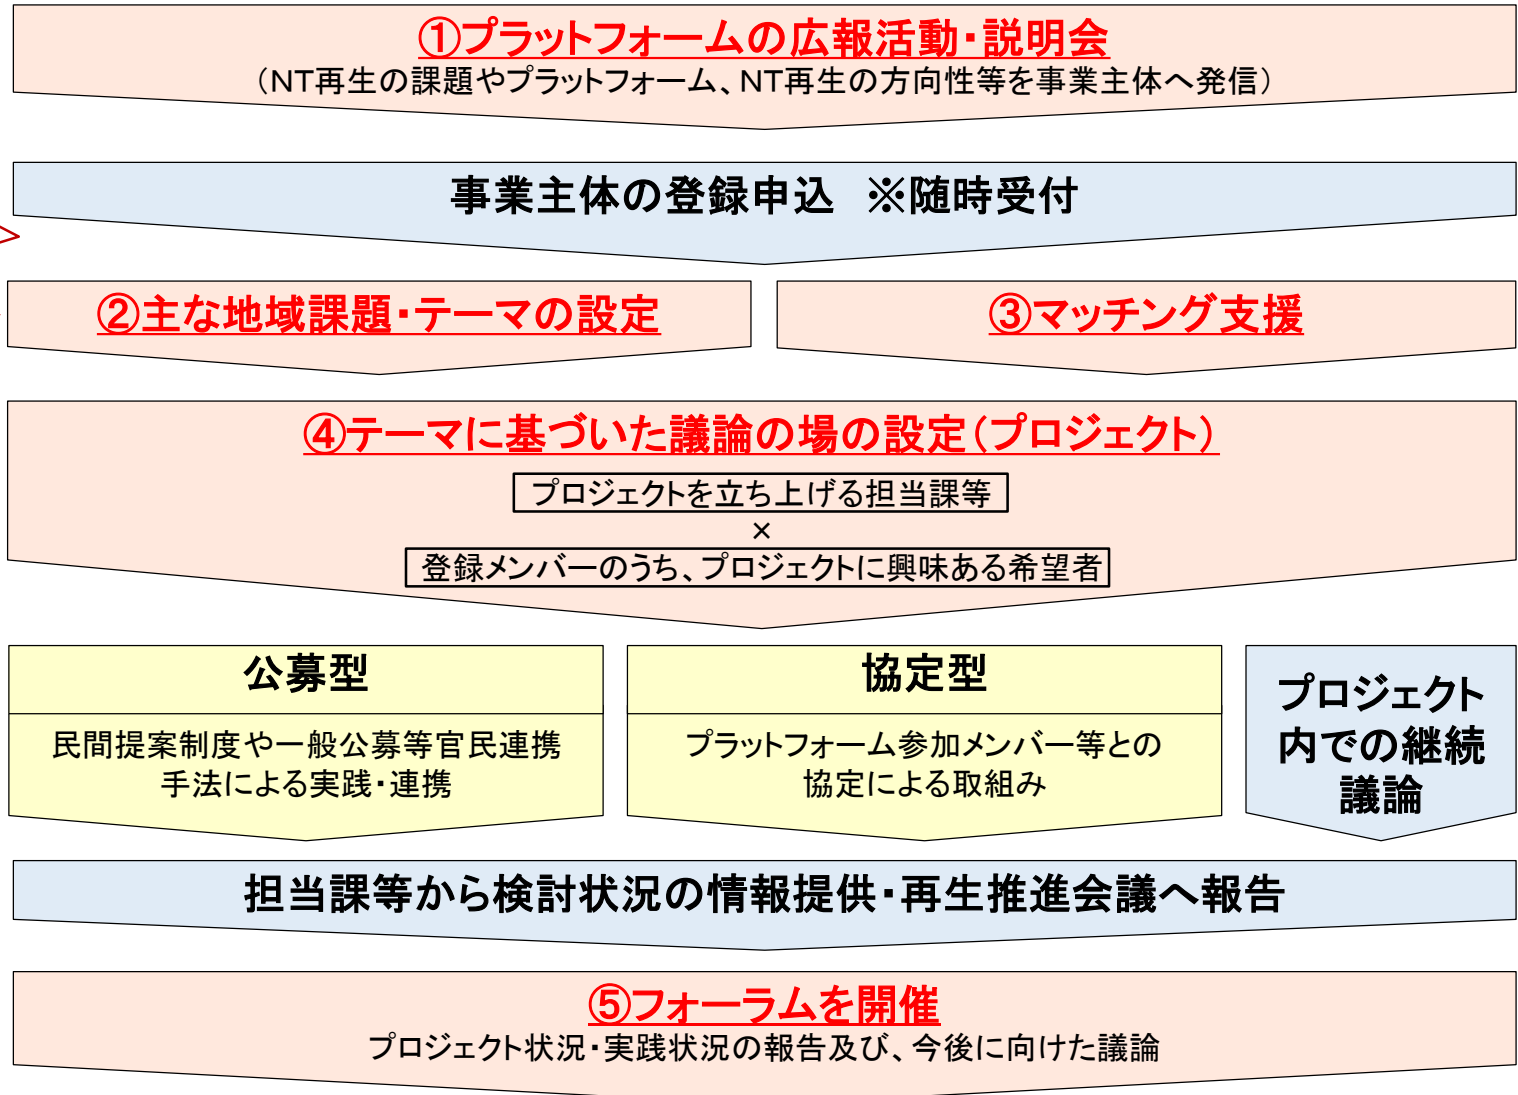 ①プラットフォームの広報活動・説明会
（NT再生の課題やプラットフォーム、NT再生の方向性等を事業主体へ発信）
事業主体の登録申込　※随時受付
②主な地域課題・テーマの設定
③マッチング支援
④テーマに基づいた議論の場の設定（プロジェクト）
プロジェクトを立ち上げる担当課等
×
登録メンバーのうち、プロジェクトに興味ある希望者
公募型
民間提案制度や一般公募等官民連携
手法による実践・連携
協定型
プラットフォーム参加メンバー等との
協定による取組み
プロジェクト
内での継続
議論
担当課等から検討状況の情報提供・再生推進会議へ報告
⑤フォーラムを開催
プロジェクト状況・実践状況の報告及び、今後に向けた議論